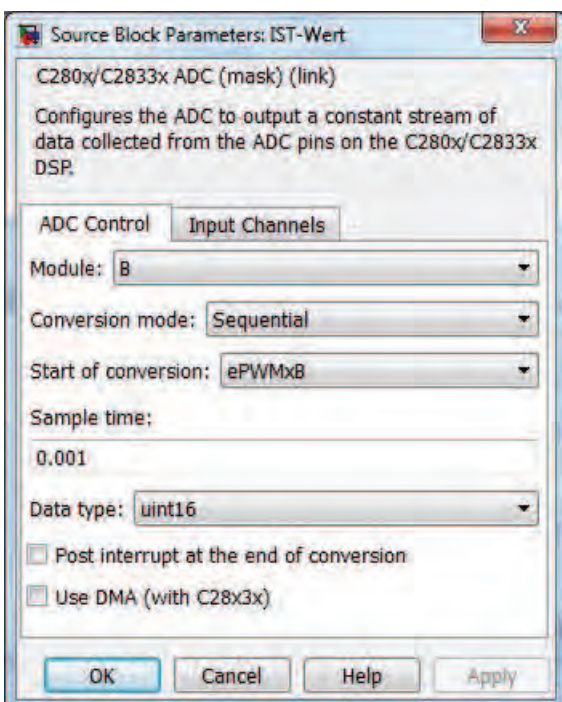 Source Block Parameters: IST-Wert
C280x/C2833x ADC (mask) (link)
Configures the ADC to output a constant stream of
data collected from the ADC pins on the C280x/C2833x
DSP.
ADC Control Input Channels
Module: B
Conversion mode: Sequential
Start of conversion: ePWMxB
Sample time:
0.001
Data type: uint16
Post interrupt at the end of conversion
Use DMA (with C28x3x)
OK Cancel Help Apply